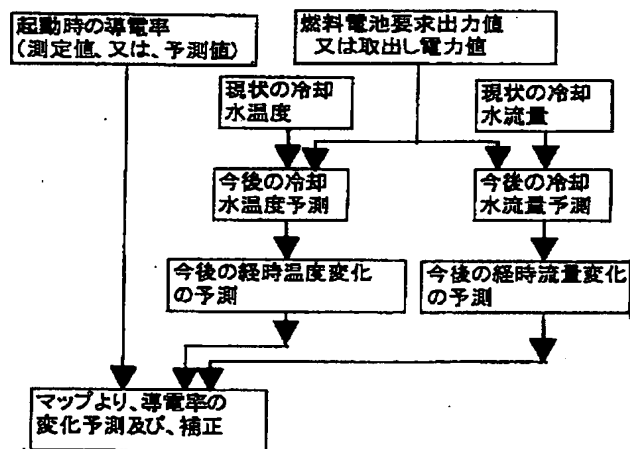 起動時の導電率
(測定値、又は、予測値)
燃料電池要求出力値
又は取出し電力値
現状の冷却
水温度
現状の冷却
水流量
今後の冷却
水温度予測
今後の冷却
水流量予測
今後の経時温度変化
の予測
今後の経時流量変化
の予測
マップより、導電率の
変化予測及び、補正